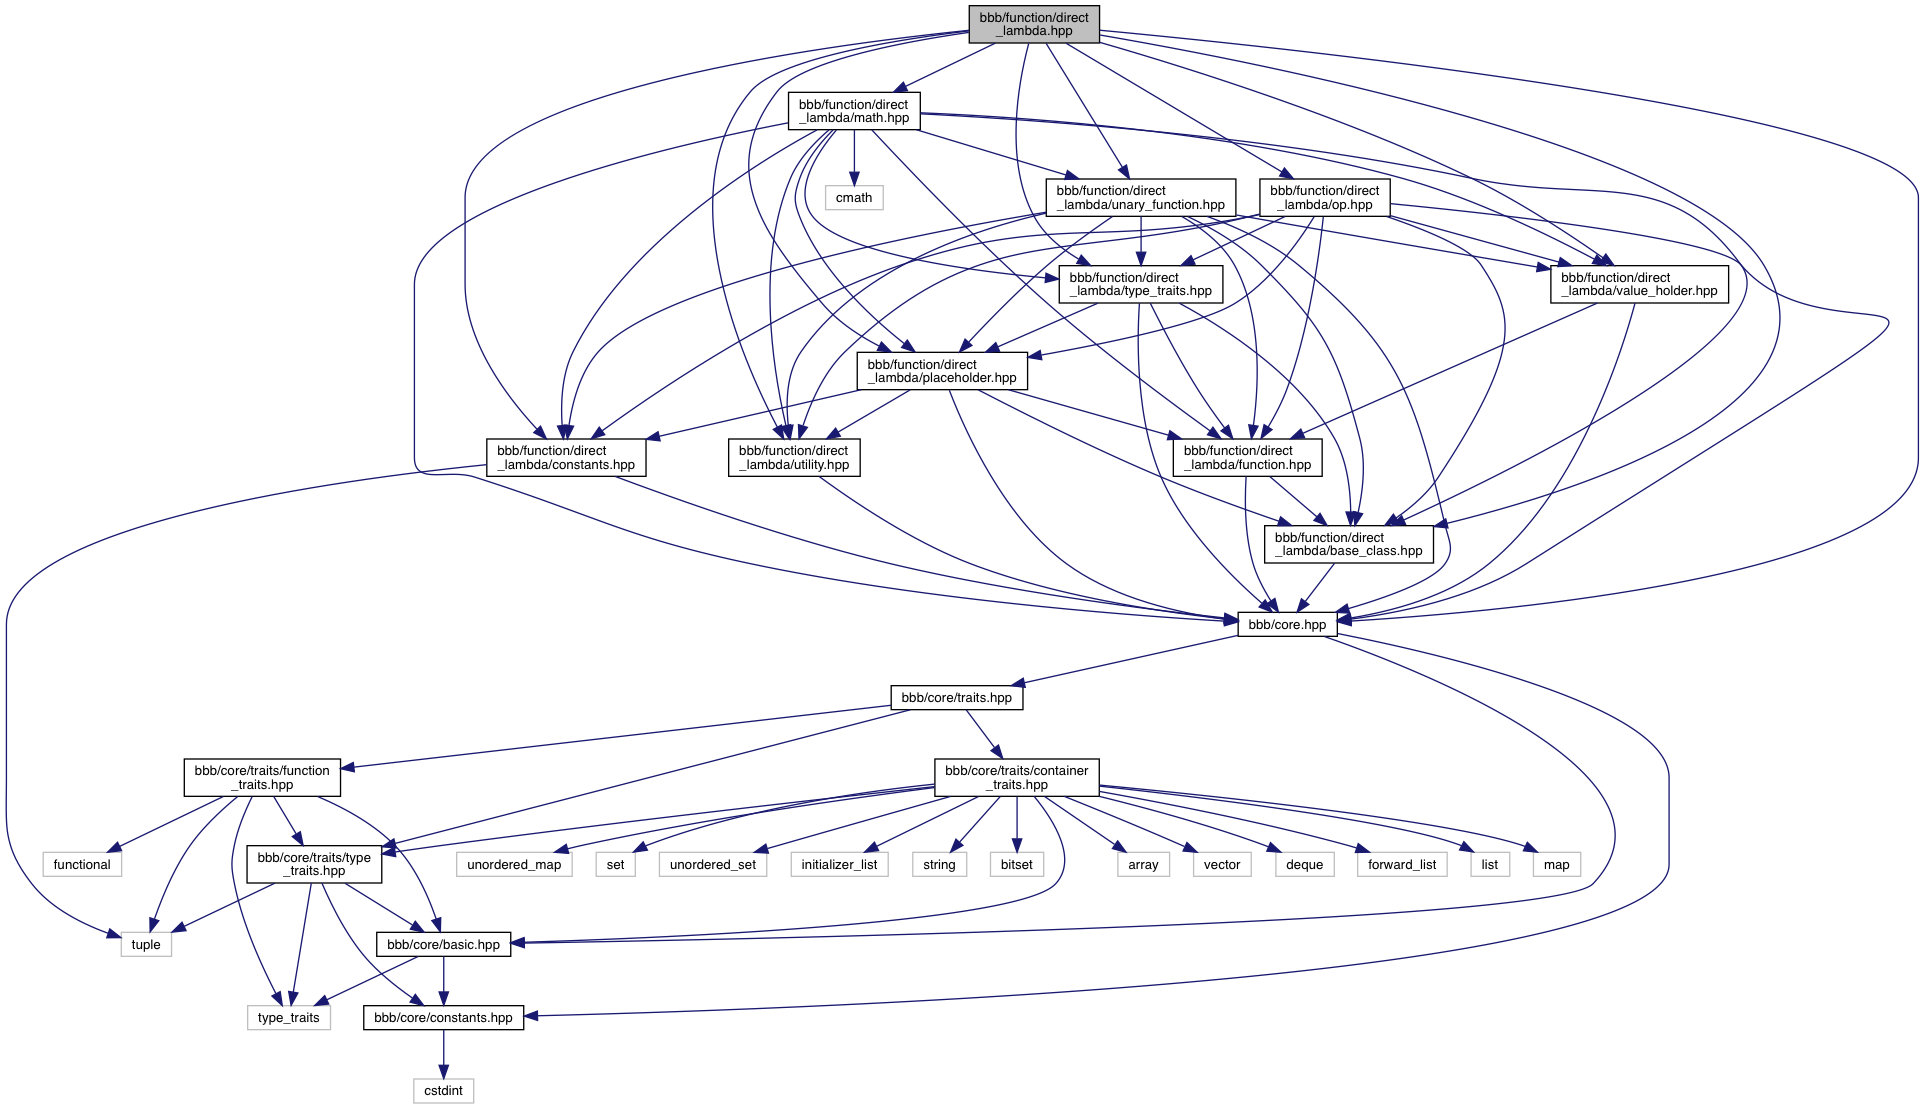 bbb/function/direct
_lambda.hpp
bbb/function/direct
_lambda/math.hpp
cmath
bbb/function/direct
_lambda/unary_function.hpp
bbb/function/direct
_lambda/op.hpp
bbb/function/direct
_lambda/type_traits.hpp
bbb/function/direct
_lambda/value_holder.hpp
bbb/function/direct
_lambda/placeholder.hpp
bbb/function/direct
_lambda/constants.hpp
bbb/function/direct
_lambda/utility.hpp
bbb/function/direct
_lambda/function.hpp
bbb/function/direct
_lambda/base_class.hpp
bbb/core.hpp
bbb/core/traits.hpp
bbb/core/traits/function
_traits.hpp
bbb/core/traits/container
_traits.hpp
functional
bbb/core/traits/type
_traits.hpp
unordered_map
set
unordered_set
initializer_list
string
bitset
array
vector
deque
forward_list
list
map
tuple
bbb/core/basic.hpp
type_traits
bbb/core/constants.hpp
cstdint